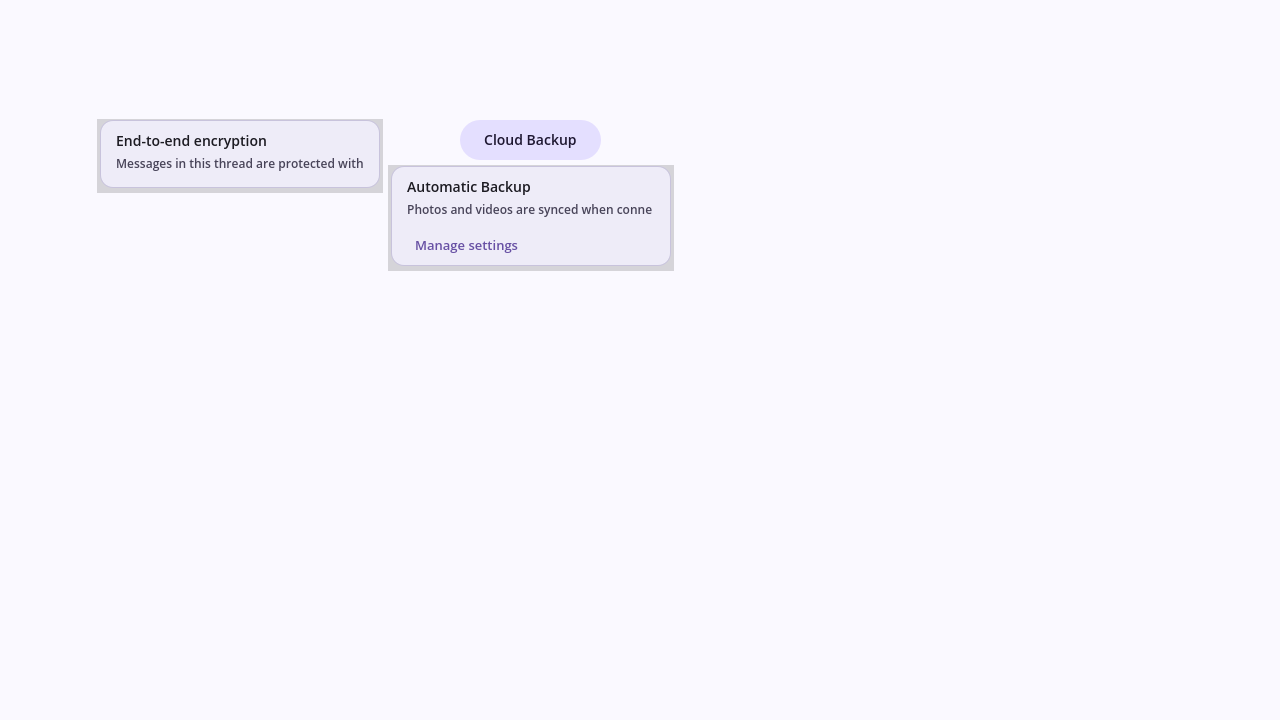 End-to-end encryption
Messages in this thread are protected with
Cloud Backup
Automatic Backup
Photos and videos are synced when conne
Manage settings